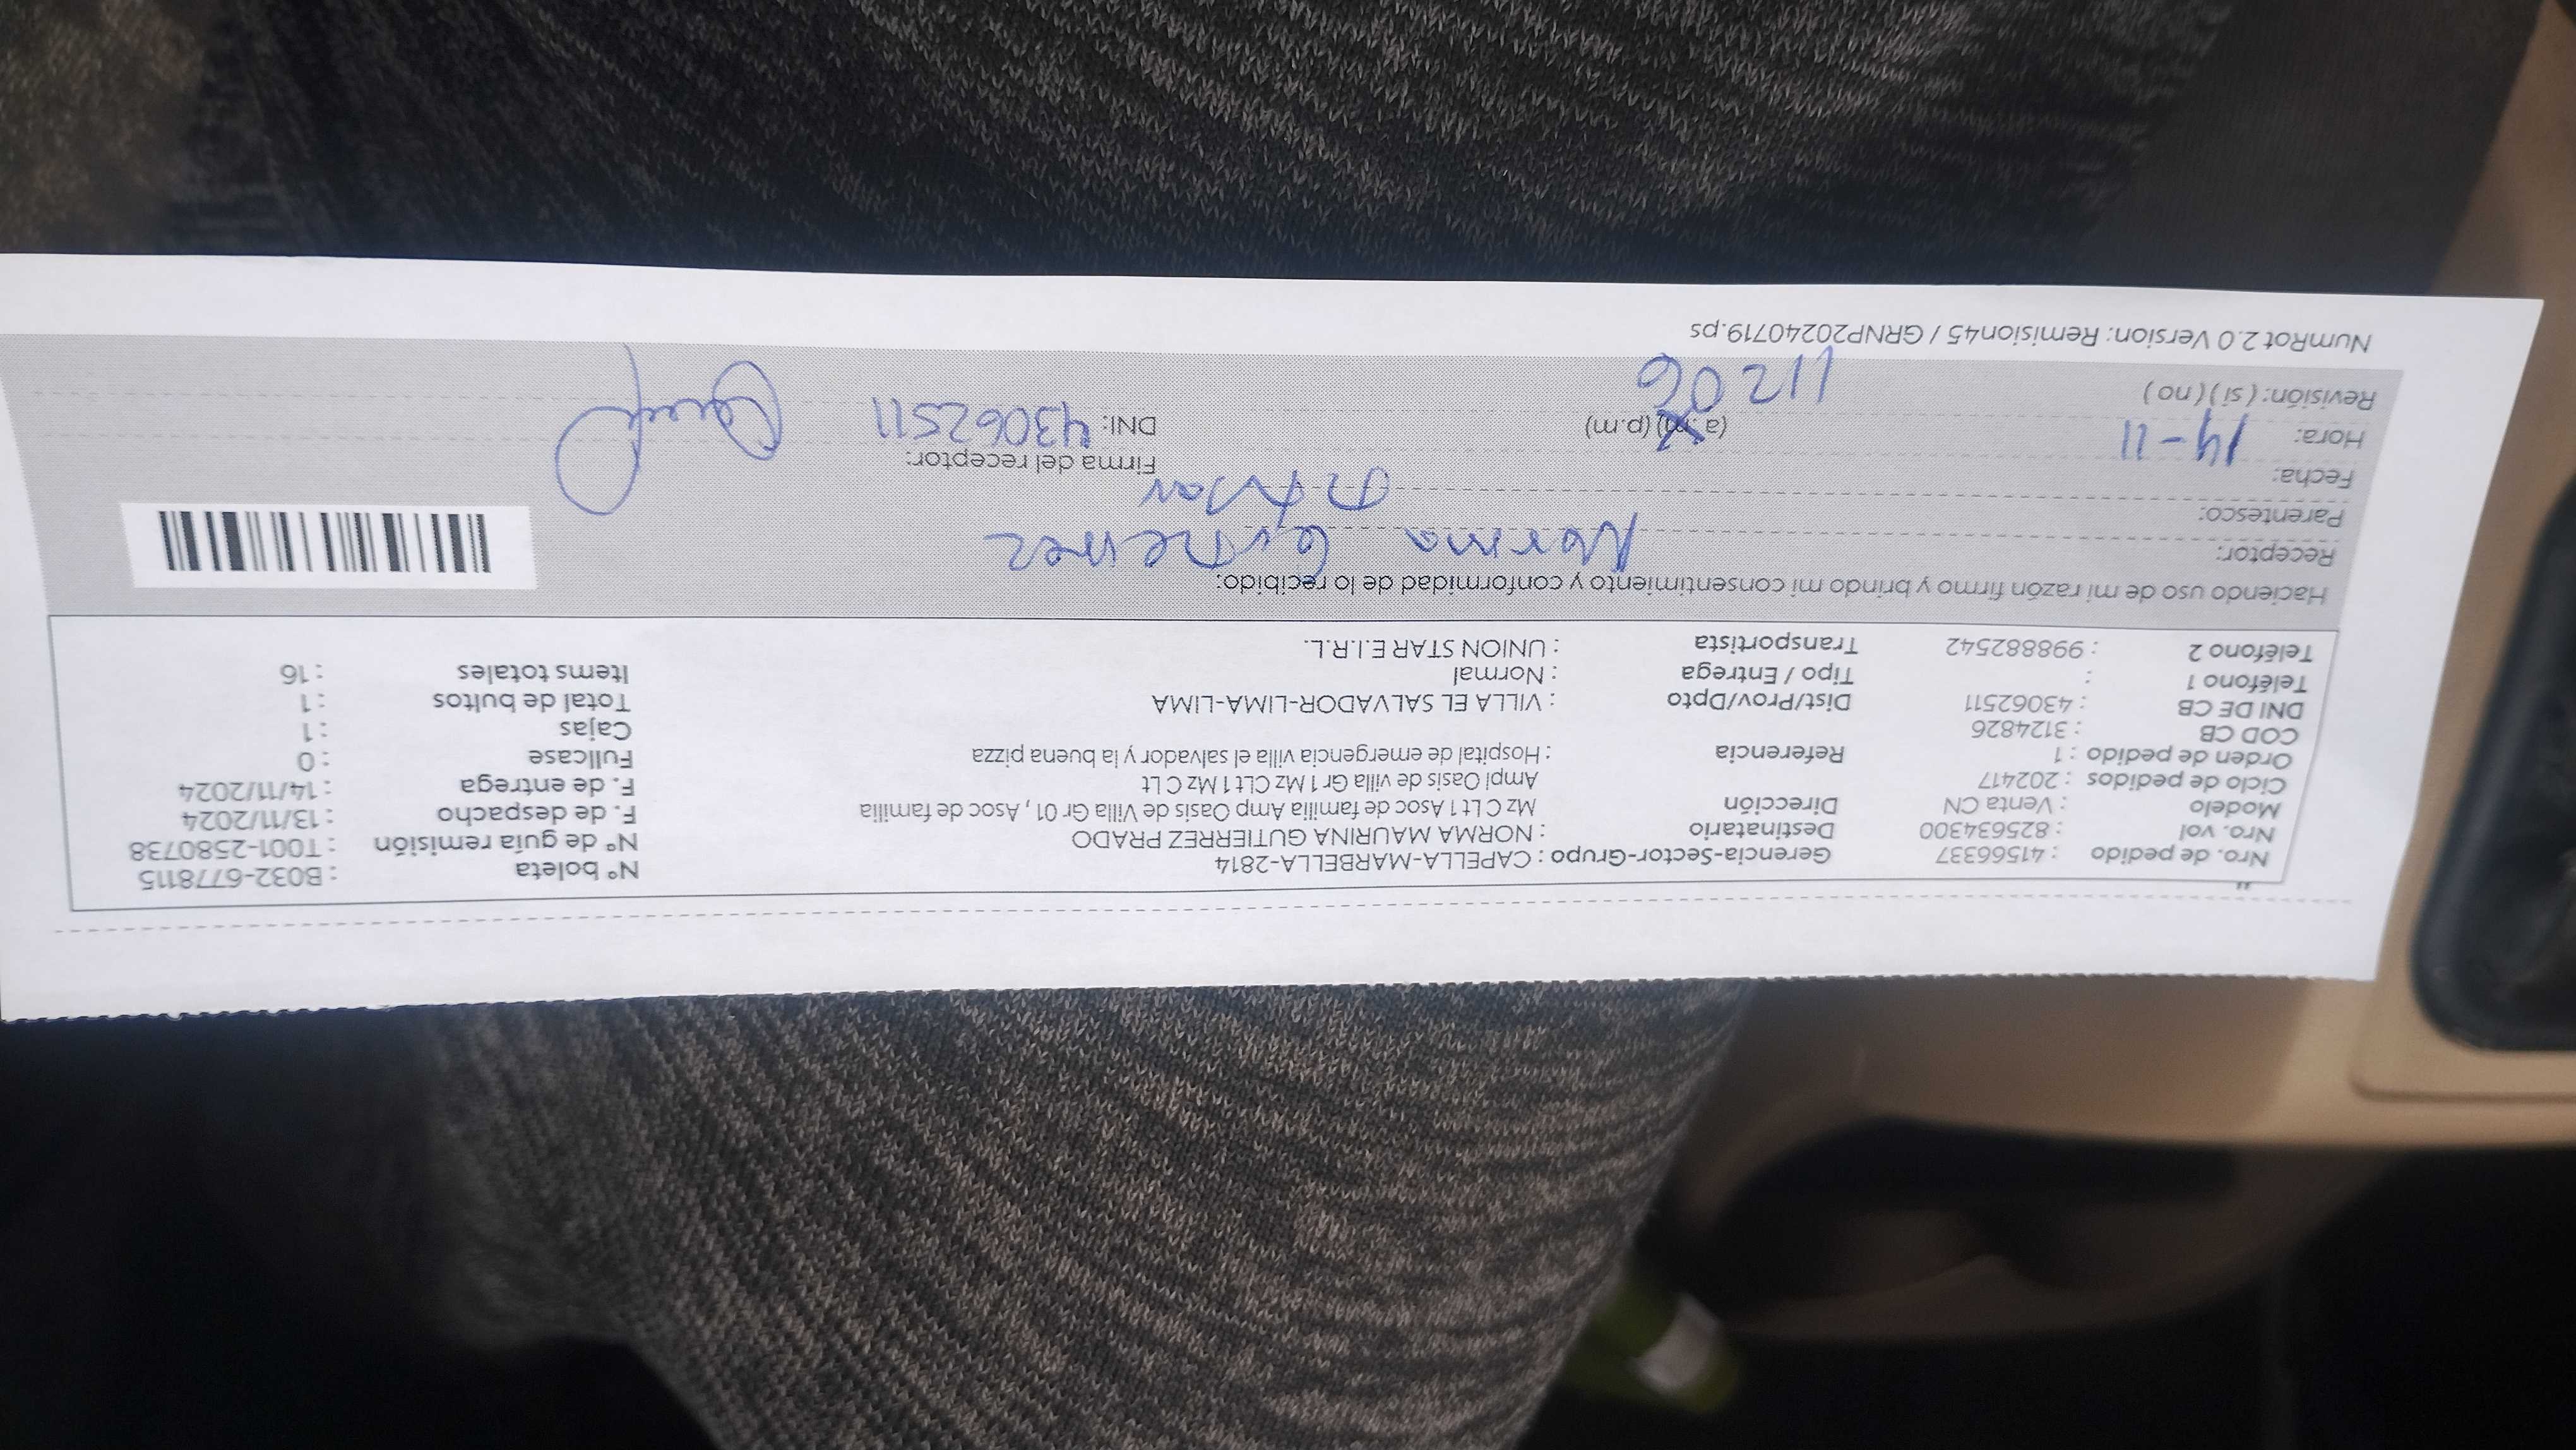 Nro. de pedido : 41566337 Gerencia-Sector-Grupo : CAPELLA-MARBELLA-2814 N° boleta : B032-6778115
Nro. vol : 825634300 Destinatario : NORMA MAURINA GUTIERREZ PRADO N° de guía remisión : T001-2580738
Modelo : Venta CN Dirección Mz C Lt 1 Asoc de familia Amp Oasis de Villa Gr 01 , Asoc de familia F. de despacho : 13/11/2024
Ciclo de pedidos : 202417 Ampl Oasis de villa Gr 1 Mz CLt 1 Mz C Lt F. de entrega : 14/11/2024
Orden de pedido : 1 Referencia : Hospital de emergencia villa el salvador y la buena pizza Fullcase : 0
COD CB : 3124826 Cajas : 1
DNI DE CB : 43062511 Dist/Prov/Dpto : VILLA EL SALVADOR-LIMA-LIMA Total de bultos : 1
Teléfono 1 : Tipo / Entrega : Normal Items totales : 16
Teléfono 2 : 998882542 Transportista : UNION STAR E.I.R.L.
Haciendo uso de mi razón firmo y brindo mi consentimiento y conformidad de lo recibido:
Receptor: Norma Gutierrez
Parentesco:
Fecha: Firma del receptor:
Hora: 14-11 (a.m) (p.m) DNI: 43062511
Revisión: ( si ) ( no ) 11206
NumRot 2.0 Version: Remision45 / GRNP20240719.ps